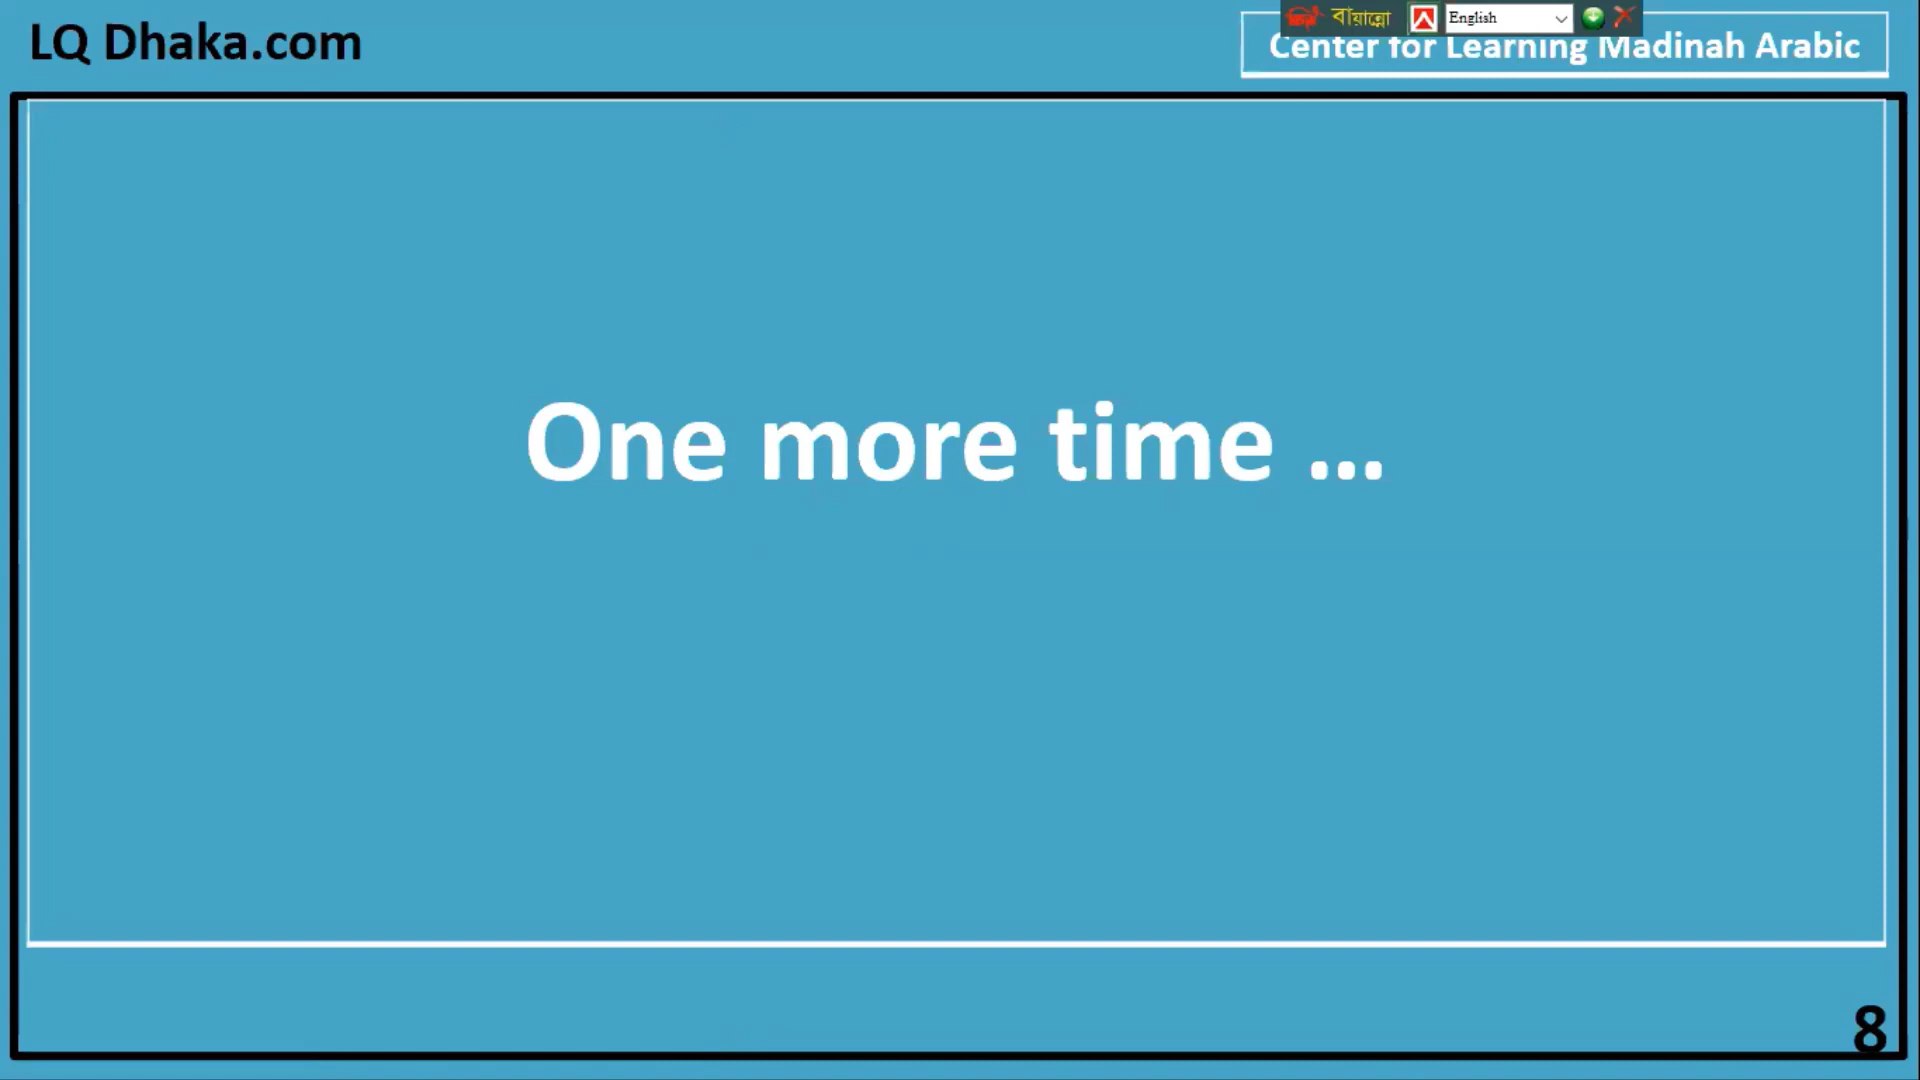 LQ Dhaka.com
বায়ান্নো
English
Center for Learning Madinah Arabic
One more time ...
8